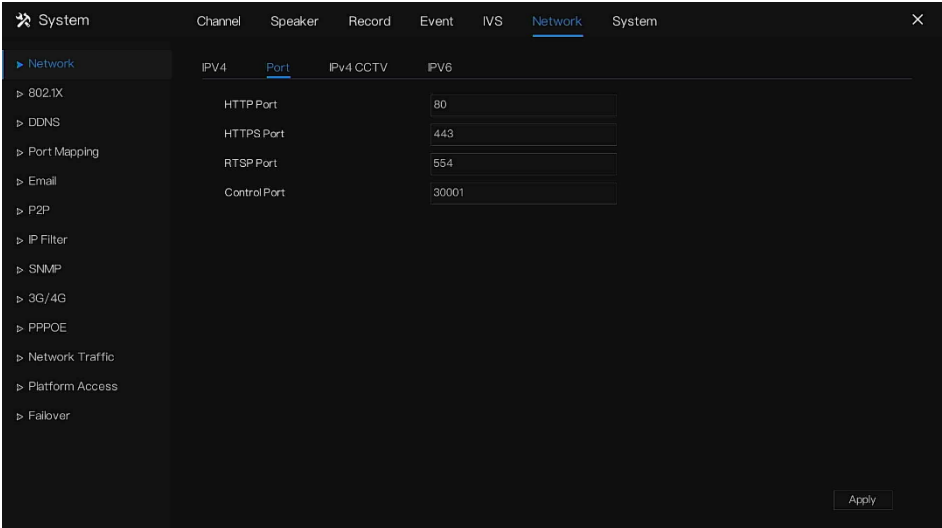 System
Channel Speaker Record Event IVS Network System
Network
802.1X
DDNS
Port Mapping
Email
P2P
IP Filter
SNMP
3G/4G
PPPOE
Network Traffic
Platform Access
Failover
IPV4 Port IPv4 CCTV IPV6
HTTP Port 80
HTTPS Port 443
RTSP Port 554
Control Port 30001
Apply